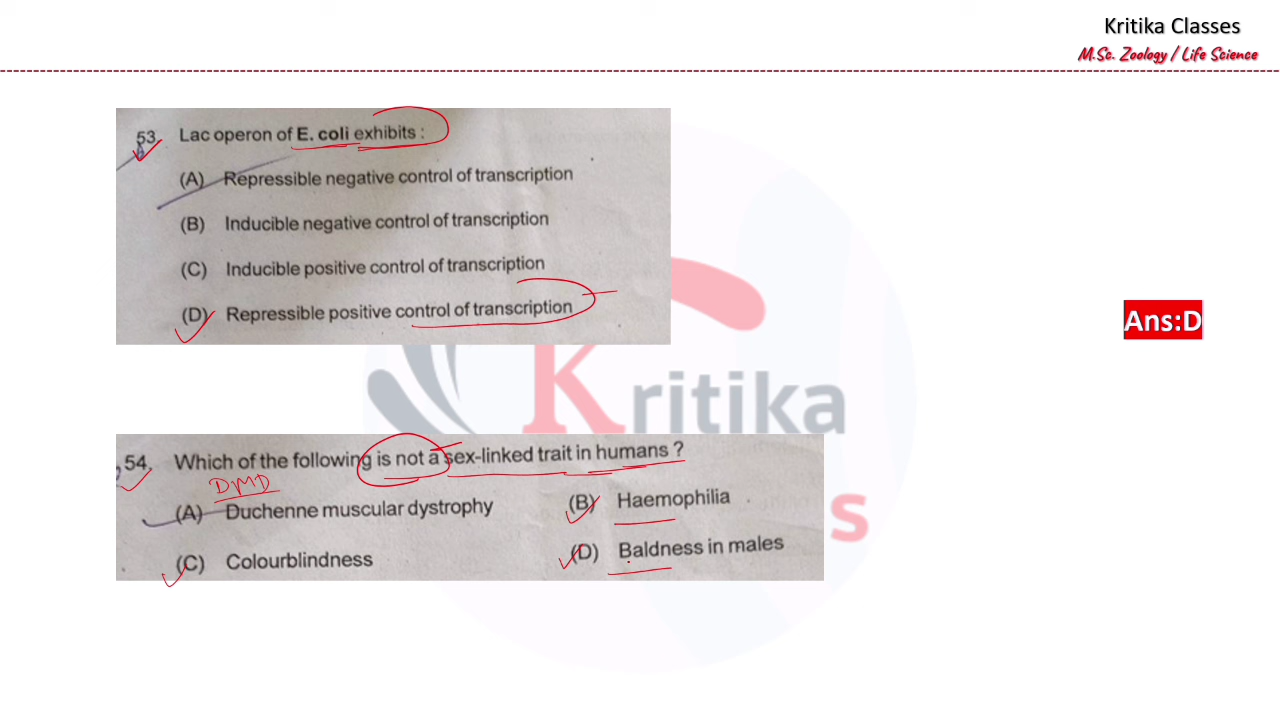 Kritika Classes
M.Sc. Zoology / Life Science
53. Lac operon of E. coli exhibits :
(A) Repressible negative control of transcription
(B) Inducible negative control of transcription
(C) Inducible positive control of transcription
(D) Repressible positive control of transcription
Ans:D
Kritika
s
54. Which of the following is not a sex-linked trait in humans ?
DMD
(A) Duchenne muscular dystrophy (B) Haemophilia
(C) Colourblindness (D) Baldness in males